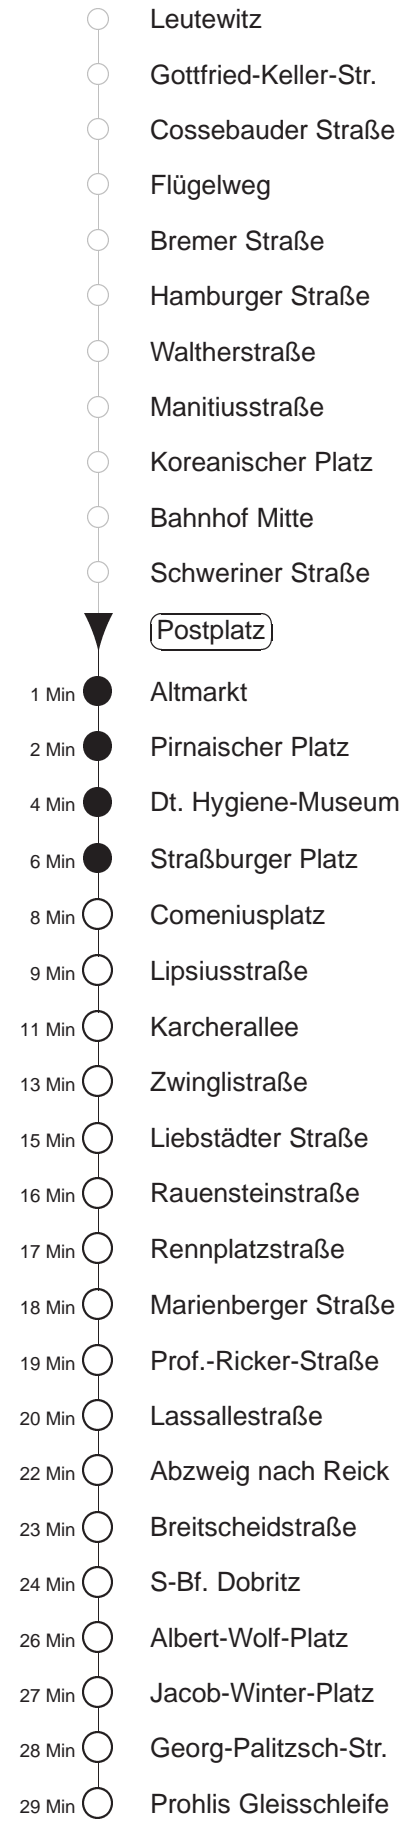 Leutewitz
Gottfried-Keller-Str.
Cossebauder Straße
Flügelweg
Bremer Straße
Hamburger Straße
Waltherstraße
Manitiusstraße
Koreanischer Platz
Bahnhof Mitte
Schweriner Straße
Postplatz
1 Min Altmarkt
2 Min Pirnaischer Platz
4 Min Dt. Hygiene-Museum
6 Min Straßburger Platz
8 Min Comeniusplatz
9 Min Lipsiusstraße
11 Min Karcherallee
13 Min Zwinglistraße
15 Min Liebstädter Straße
16 Min Rauensteinstraße
17 Min Rennplatzstraße
18 Min Marienberger Straße
19 Min Prof.-Ricker-Straße
20 Min Lassallestraße
22 Min Abzweig nach Reick
23 Min Breitscheidstraße
24 Min S-Bf. Dobritz
26 Min Albert-Wolf-Platz
27 Min Jacob-Winter-Platz
28 Min Georg-Palitzsch-Str.
29 Min Prohlis Gleisschleife